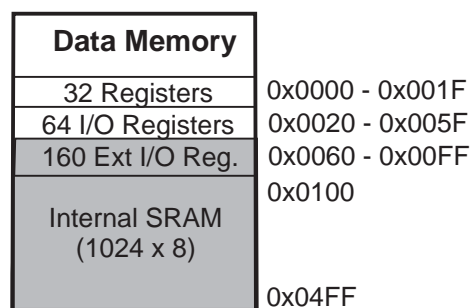 Data Memory
32 Registers 0x0000 - 0x001F
64 I/O Registers 0x0020 - 0x005F
160 Ext I/O Reg. 0x0060 - 0x00FF
0x0100
Internal SRAM
(1024 x 8)
0x04FF